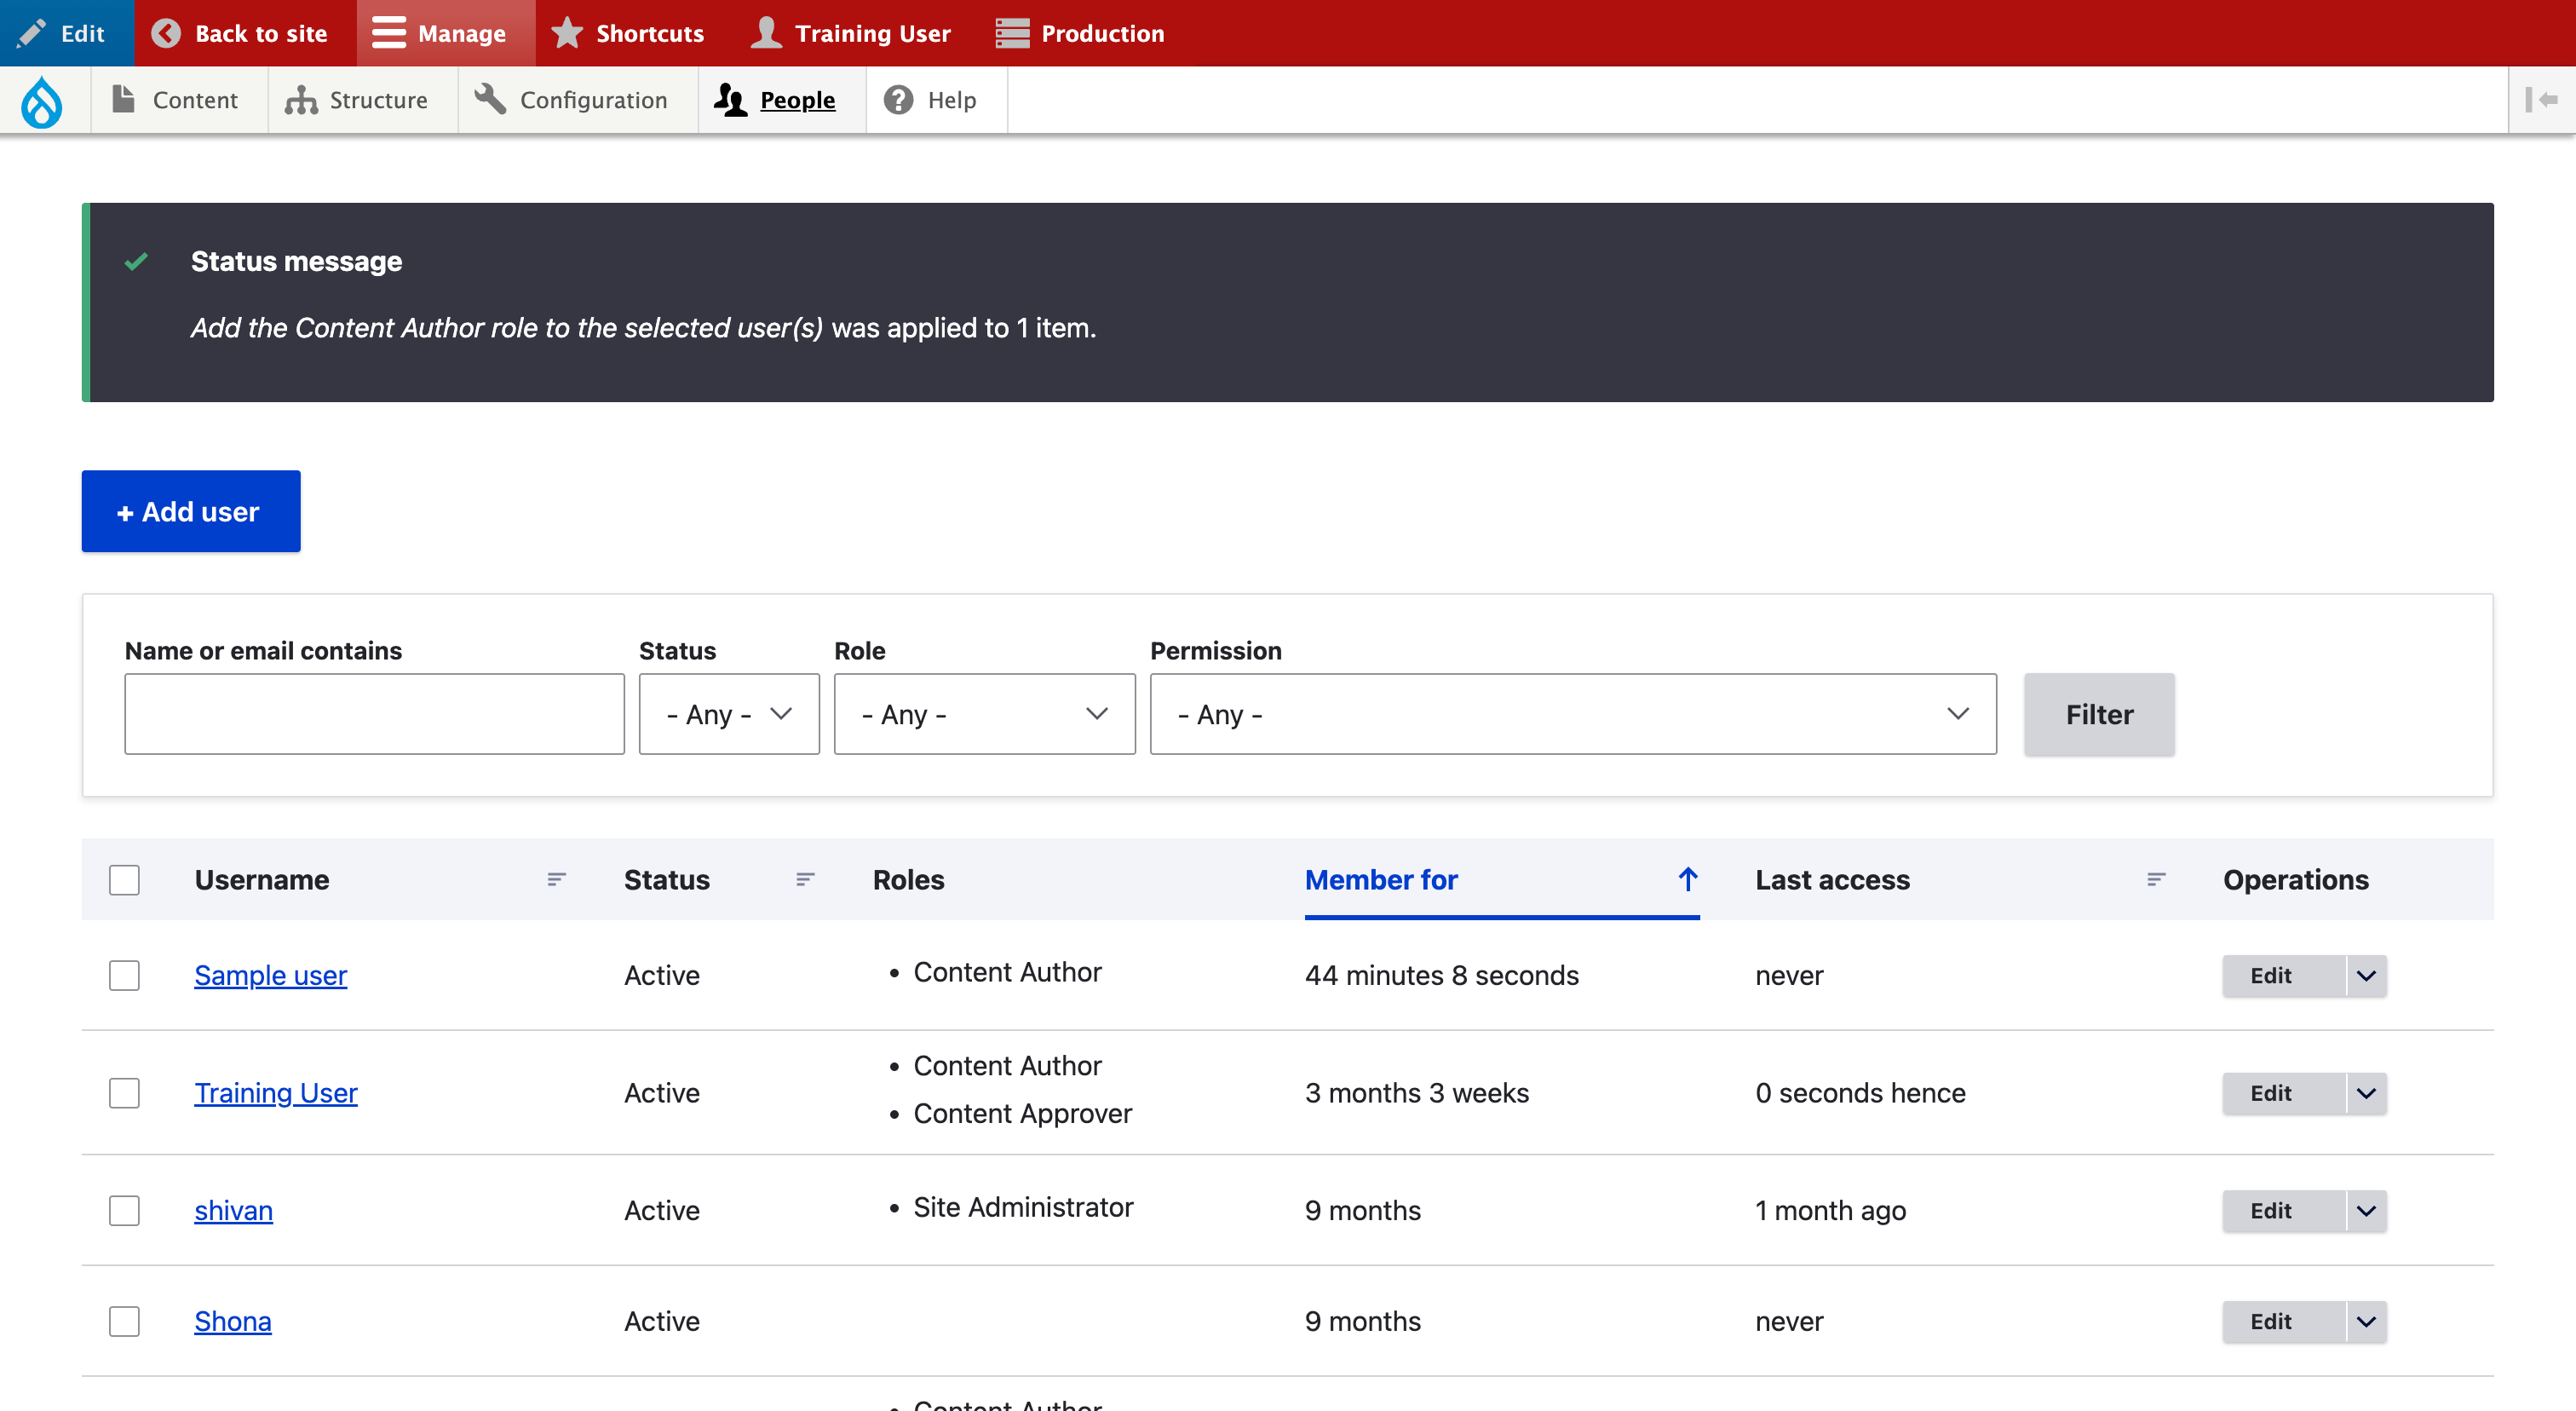 Edit Back to site Manage Shortcuts Training User Production
Content Structure Configuration People Help
Status message
Add the Content Author role to the selected user(s) was applied to 1 item.
+ Add user
Name or email contains Status Role Permission
- Any - - Any - - Any - Filter
Username Status Roles Member for Last access Operations
Sample user Active • Content Author 44 minutes 8 seconds never Edit
Training User Active • Content Author 3 months 3 weeks 0 seconds hence Edit
• Content Approver
shivan Active • Site Administrator 9 months 1 month ago Edit
Shona Active 9 months never Edit
• Content Author